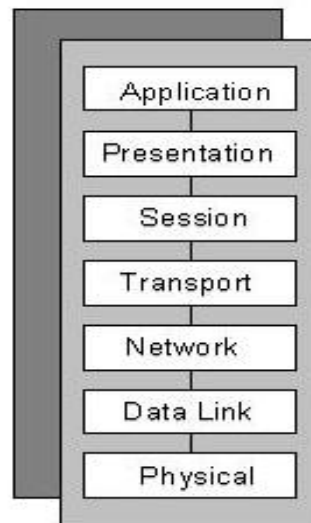 Application
Presentation
Session
Transport
Network
Data Link
Physical